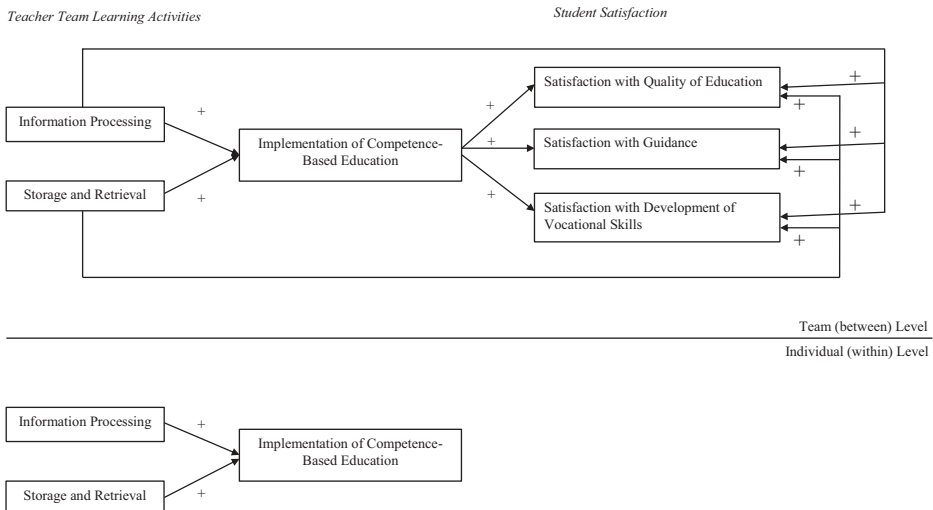 Teacher Team Learning Activities
Student Satisfaction
Information Processing
+
Storage and Retrieval
+
Implementation of Competence-
Based Education
+
+
+
Satisfaction with Quality of Education
+
+
Satisfaction with Guidance
+
+
Satisfaction with Development of
Vocational Skills
+
+
Team (between) Level
Individual (within) Level
Information Processing
+
Storage and Retrieval
+
Implementation of Competence-
Based Education